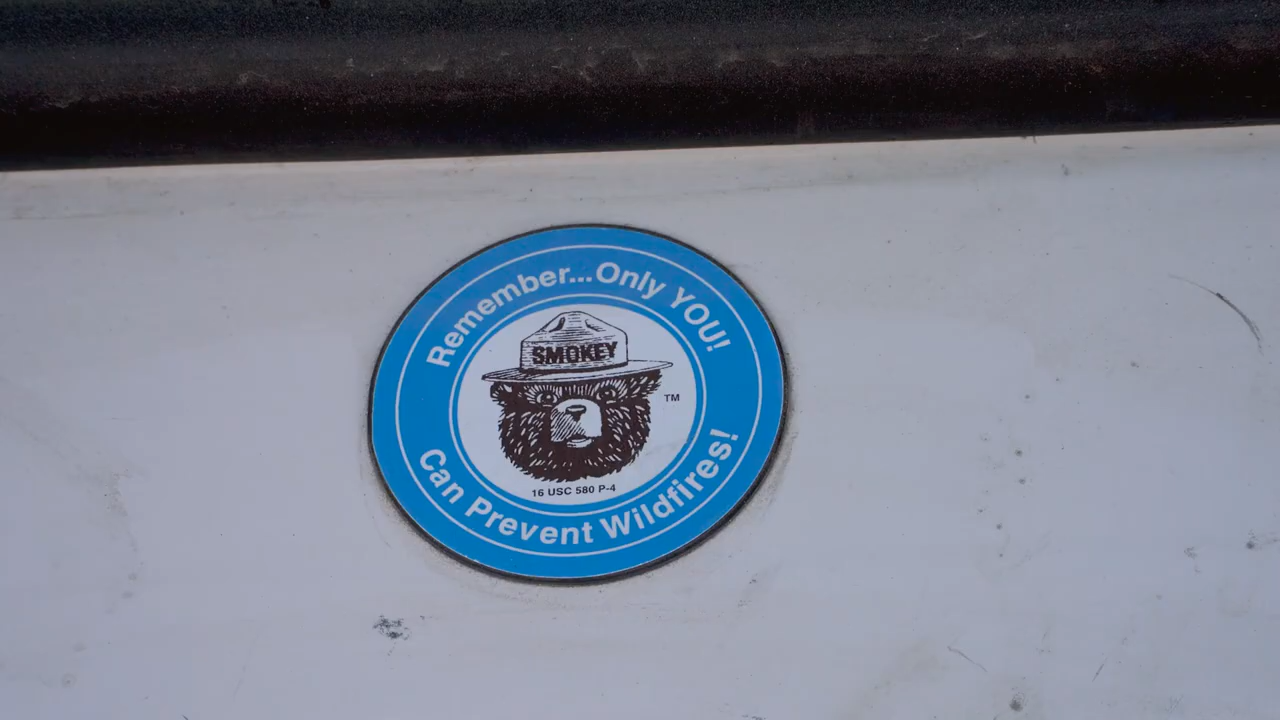 Remember...Only YOU!
SMOKEY
TM
16 USC 580 P-4
Can Prevent Wildfires!